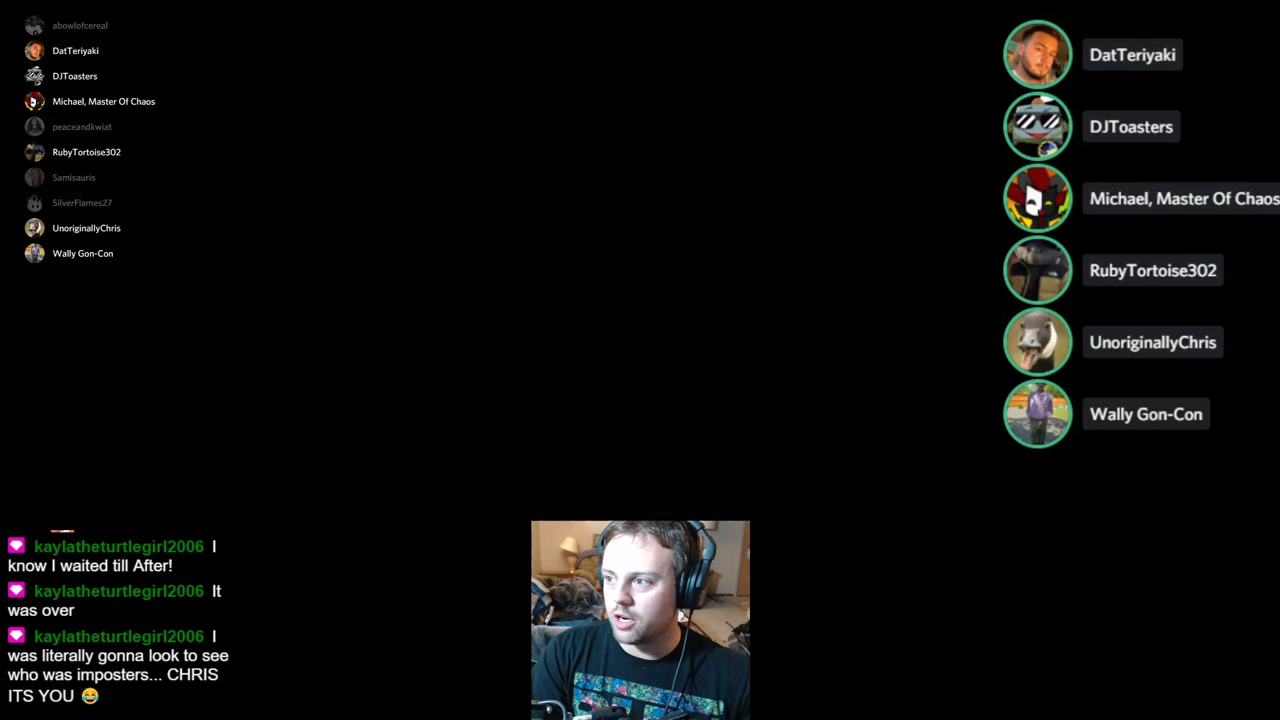 abowlofcereal
DatTeriyaki
DJToasters
Michael, Master Of Chaos
peaceandkwiat
RubyTortoise302
Samisauris
SilverFlames27
UnoriginallyChris
Wally Gon-Con
DatTeriyaki
DJToasters
Michael, Master Of Chaos
RubyTortoise302
UnoriginallyChris
Wally Gon-Con
kaylatheturtlegirl2006 I
know I waited till After!
kaylatheturtlegirl2006 It
was over
kaylatheturtlegirl2006 I
was literally gonna look to see
who was imposters... CHRIS
ITS YOU 😂